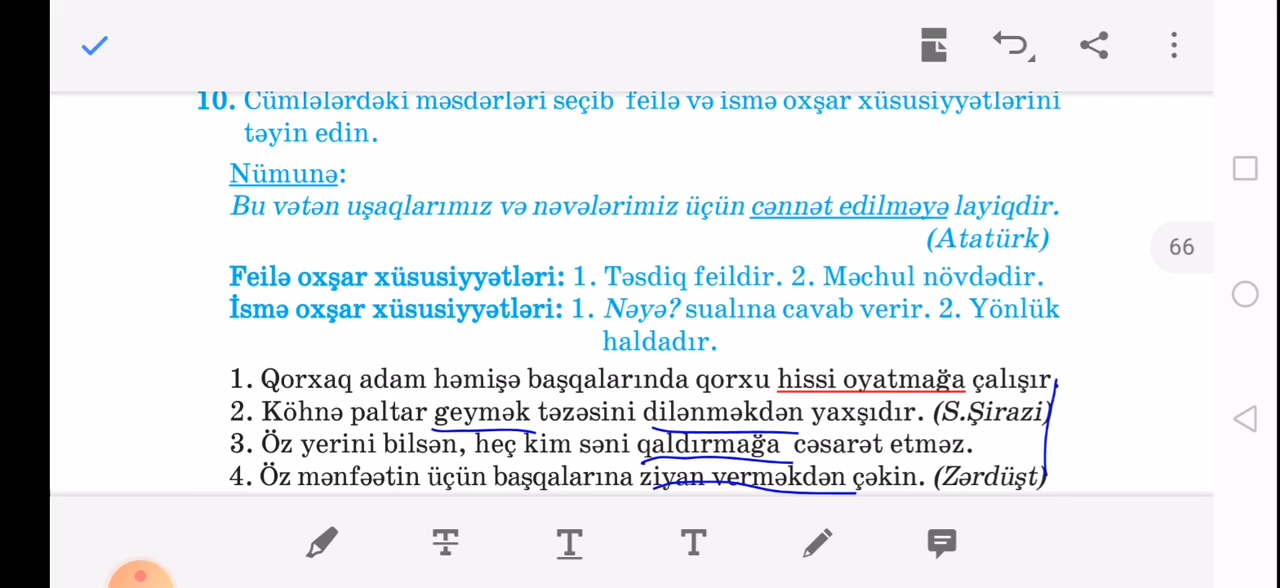 10. Cümlələrdəki məsdərləri seçib feilə və ismə oxşar xüsusiyyətlərini
təyin edin.
Nümunə:
Bu vətən uşaqlarımız və nəvələrimiz üçün cənnət edilməyə layiqdir.
(Atatürk)
66
Feilə oxşar xüsusiyyətləri: 1. Təsdiq feildir. 2. Məchul növdədir.
İsmə oxşar xüsusiyyətləri: 1. Nəyə? sualına cavab verir. 2. Yönlük
haldadır.
1. Qorxaq adam həmişə başqalarında qorxu hissi oyatmağa çalışır.
2. Köhnə paltar geymək təzəsini dilənməkdən yaxşıdır. (S.Şirazi)
3. Öz yerini bilsən, heç kim səni qaldırmağa cəsarət etməz.
4. Öz mənfəətin üçün başqalarına ziyan verməkdən çəkin. (Zərdüşt)
T T T